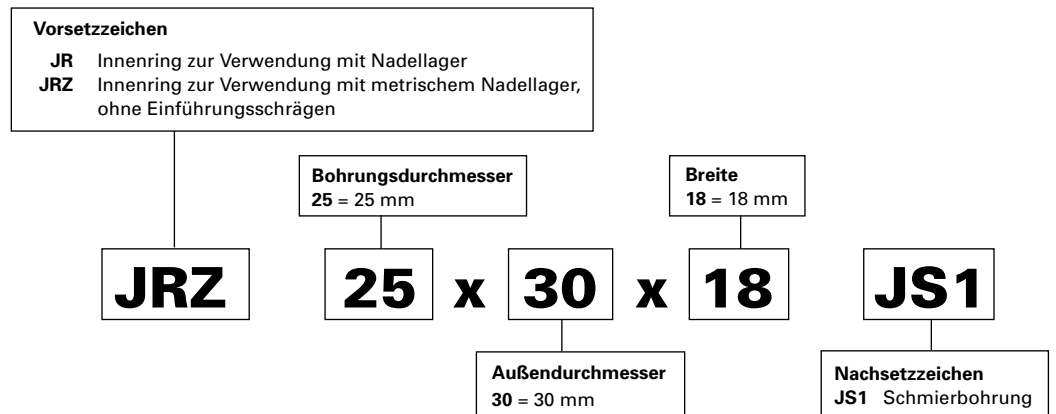 Vorsetzzeichen
JR Innenring zur Verwendung mit Nadellager
JRZ Innenring zur Verwendung mit metrischem Nadellager,
ohne Einführungsschrägen
Bohrungsdurchmesser
25 = 25 mm
Breite
18 = 18 mm
JRZ 25 x 30 x 18 JS1
Außendurchmesser
30 = 30 mm
Nachsetzzeichen
JS1 Schmierbohrung